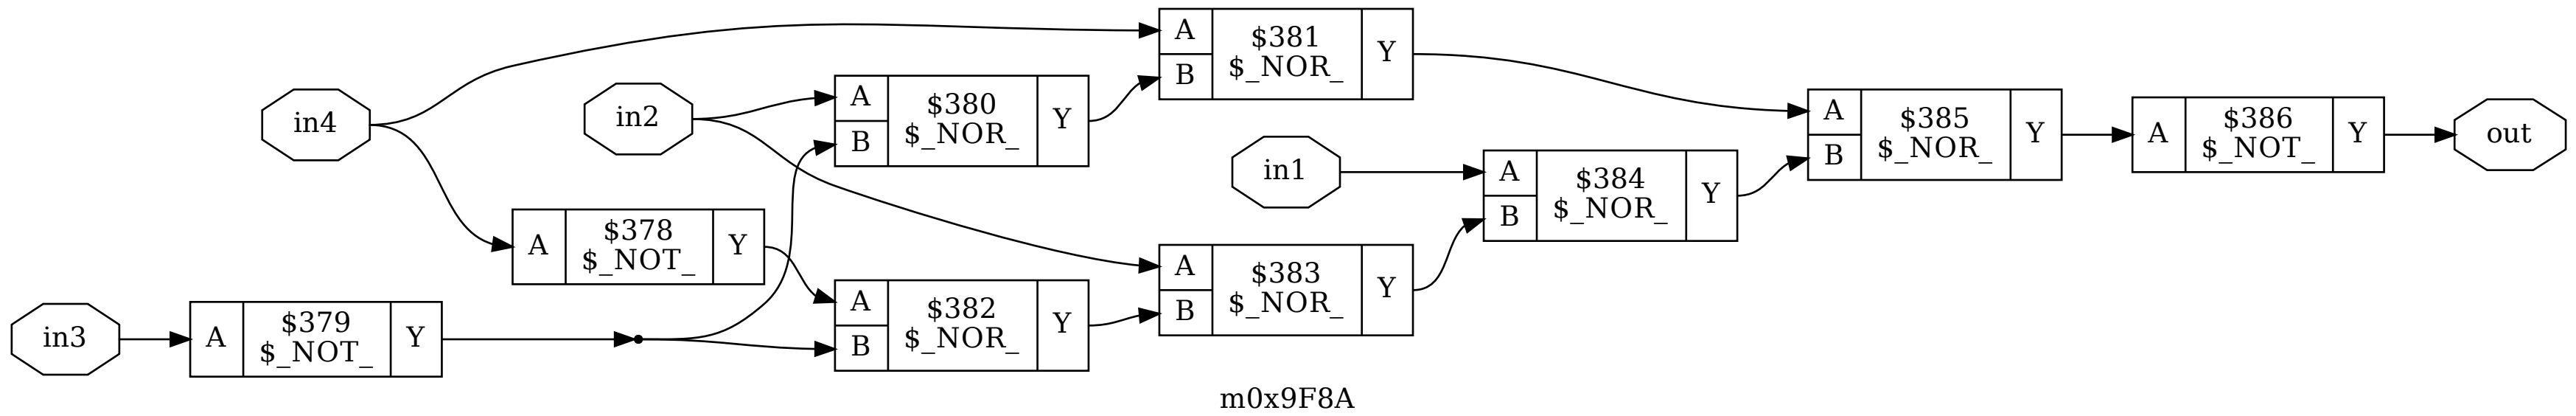 in4
in2
in3
in1
A
B
$381
$_NOR_
Y
A
B
$380
$_NOR_
Y
A
$378
$_NOT_
Y
A
$379
$_NOT_
Y
A
B
$382
$_NOR_
Y
A
B
$383
$_NOR_
Y
A
B
$384
$_NOR_
Y
A
B
$385
$_NOR_
Y
A
$386
$_NOT_
Y
out
m0x9F8A